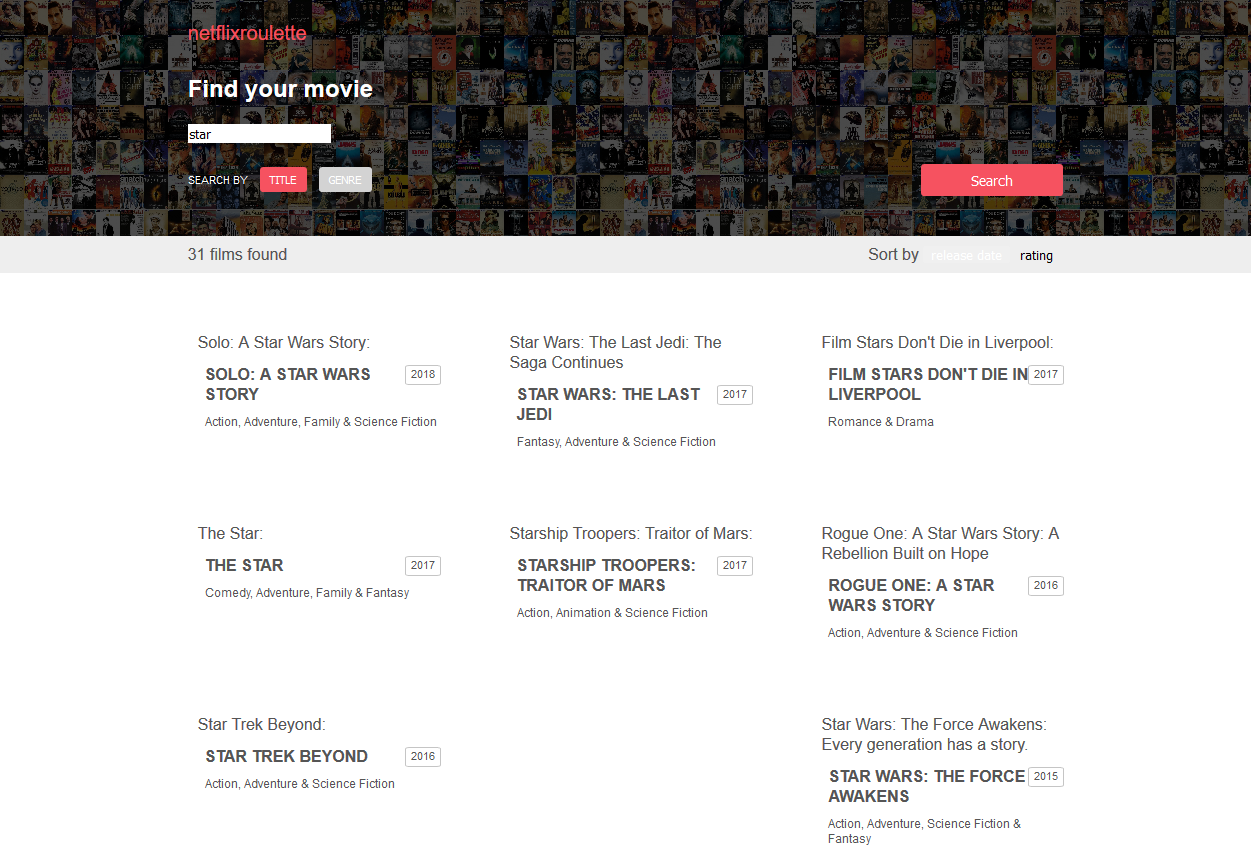 netflixroulette
Find your movie
star
SEARCH BY TITLE GENRE
Search
31 films found
Sort by release date rating
Solo: A Star Wars Story:
SOLO: A STAR WARS
STORY
2018
Action, Adventure, Family & Science Fiction
Star Wars: The Last Jedi: The
Saga Continues
STAR WARS: THE LAST
JEDI
2017
Fantasy, Adventure & Science Fiction
Film Stars Don't Die in Liverpool:
FILM STARS DON'T DIE IN
LIVERPOOL
2017
Romance & Drama
The Star:
THE STAR
2017
Comedy, Adventure, Family & Fantasy
Starship Troopers: Traitor of Mars:
STARSHIP TROOPERS:
TRAITOR OF MARS
2017
Action, Animation & Science Fiction
Rogue One: A Star Wars Story: A
Rebellion Built on Hope
ROGUE ONE: A STAR
WARS STORY
2016
Action, Adventure & Science Fiction
Star Trek Beyond:
STAR TREK BEYOND
2016
Action, Adventure & Science Fiction
Star Wars: The Force Awakens:
Every generation has a story.
STAR WARS: THE FORCE
AWAKENS
2015
Action, Adventure, Science Fiction &
Fantasy